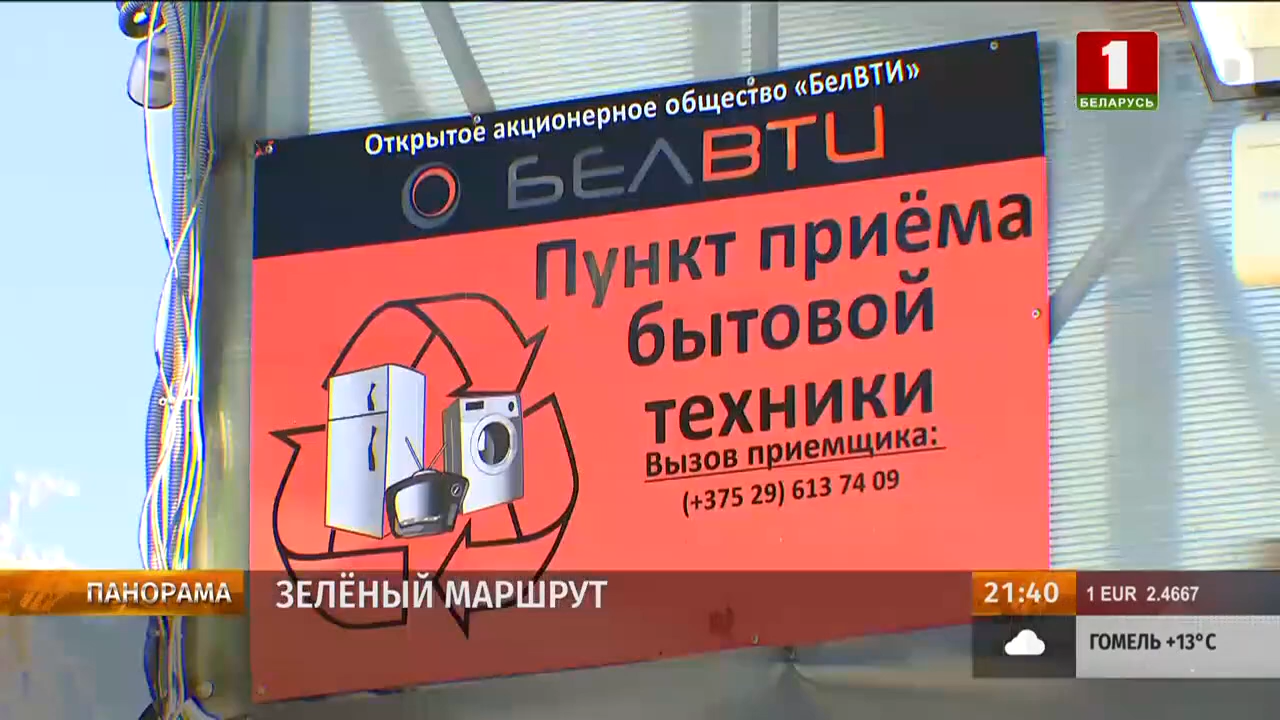 1
БЕЛАРУСЬ
Открытое акционерное общество «БелВТИ»
БЕЛВТИ
Пункт приёма
бытовой
техники
Вызов приемщика:
(+375 29) 613 74 09
ПАНОРАМА
ЗЕЛЁНЫЙ МАРШРУТ
21:40
1 EUR 2.4667
ГОМЕЛЬ +13°C